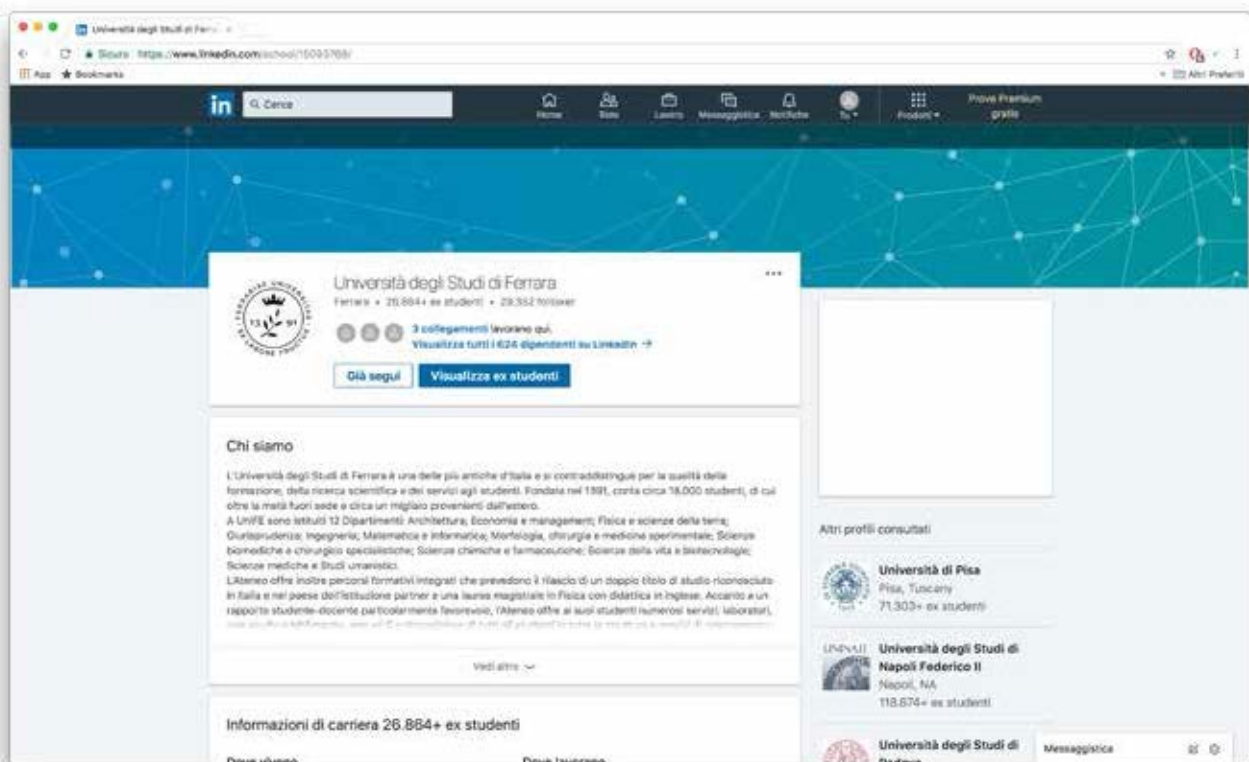 Università degli Studi di Ferr
Sicuro https://www.linkedin.com/school/15093768/
App Bookmarks
Altri Preferiti
in
Cerca
Home
Rete
Lavoro
Messaggistica
Notifiche
Tu
Prodotti
Prova Premium
gratis
Università degli Studi di Ferrara
Ferrara • 26.864+ ex studenti • follower
3 collegamenti lavorano qui.
Visualizza tutti i 624 dipendenti su LinkedIn →
Già segui
Visualizza ex studenti
Chi siamo
L'Università degli Studi di Ferrara è una delle più antiche d'Italia e si contraddistingue per la qualità della
formazione, della ricerca scientifica e dei servizi agli studenti. Fondata nel 1391, conta circa 18.000 studenti, di cui
oltre la metà fuori sede e circa un migliaio provenienti dall'estero.
A UNIFE sono istituiti 12 Dipartimenti: Architettura; Economia e management; Fisica e scienze della terra;
Giurisprudenza; Ingegneria; Matematica e informatica; Morfologia, chirurgia e medicina sperimentale; Scienze
biomediche e chirurgico specialistiche; Scienze chimiche e farmaceutiche; Scienze della vita e biotecnologie;
Scienze mediche e Studi umanistici.
L'Ateneo offre inoltre percorsi formativi integrati che prevedono il rilascio di un doppio titolo di studio riconosciuto
in Italia e nel paese dell'istituzione partner e una laurea magistrale in Fisica con didattica in inglese. Accanto a un
rapporto studente-docente particolarmente favorevole, l'Ateneo offre ai suoi studenti numerosi servizi, laboratori,
Vedi altro
Informazioni di carriera 26.864+ ex studenti
Dove vivono
Dove lavorano
Altri profili consultati
Università di Pisa
Pisa, Tuscany
71.303+ ex studenti
Università degli Studi di
Napoli Federico II
Napoli, NA
118.674+ ex studenti
Università degli Studi di
Padova
Messaggistica